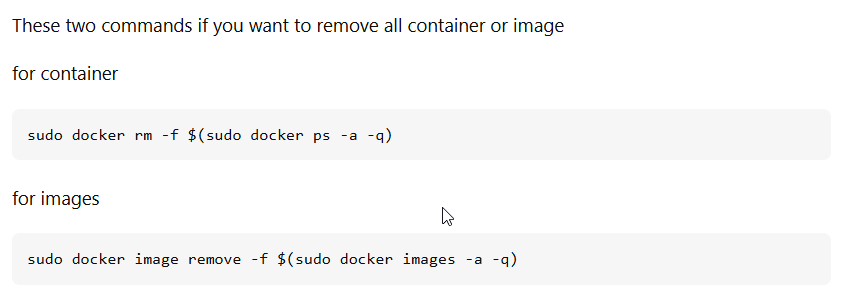 These two commands if you want to remove all container or image
for container
sudo docker rm -f $(sudo docker ps -a -q)
for images
sudo docker image remove -f $(sudo docker images -a -q)